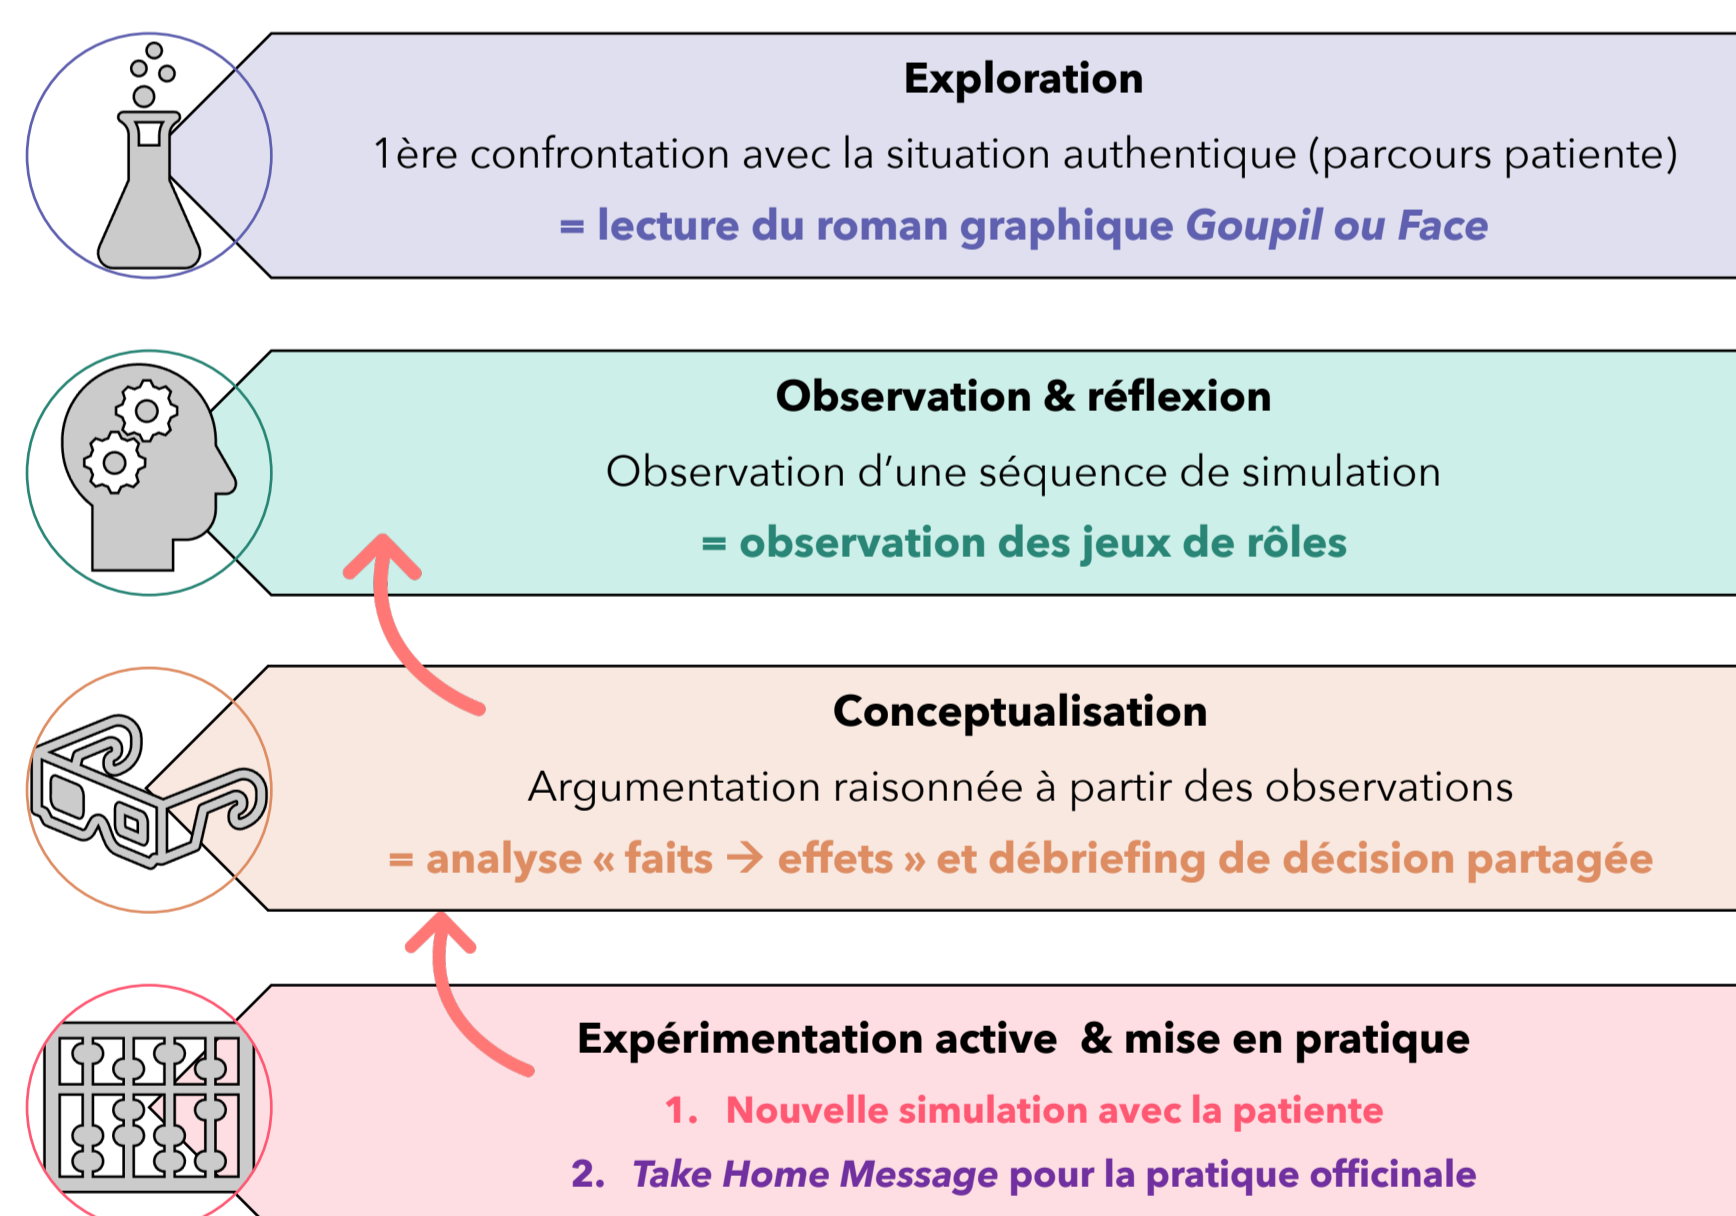 Exploration
1ère confrontation avec la situation authentique (parcours patiente)
= lecture du roman graphique Goupil ou Face
Observation & réflexion
Observation d’une séquence de simulation
= observation des jeux de rôles
Conceptualisation
Argumentation raisonnée à partir des observations
= analyse « faits → effets » et débriefing de décision partagée
Expérimentation active & mise en pratique
1. Nouvelle simulation avec la patiente
2. Take Home Message pour la pratique officinale